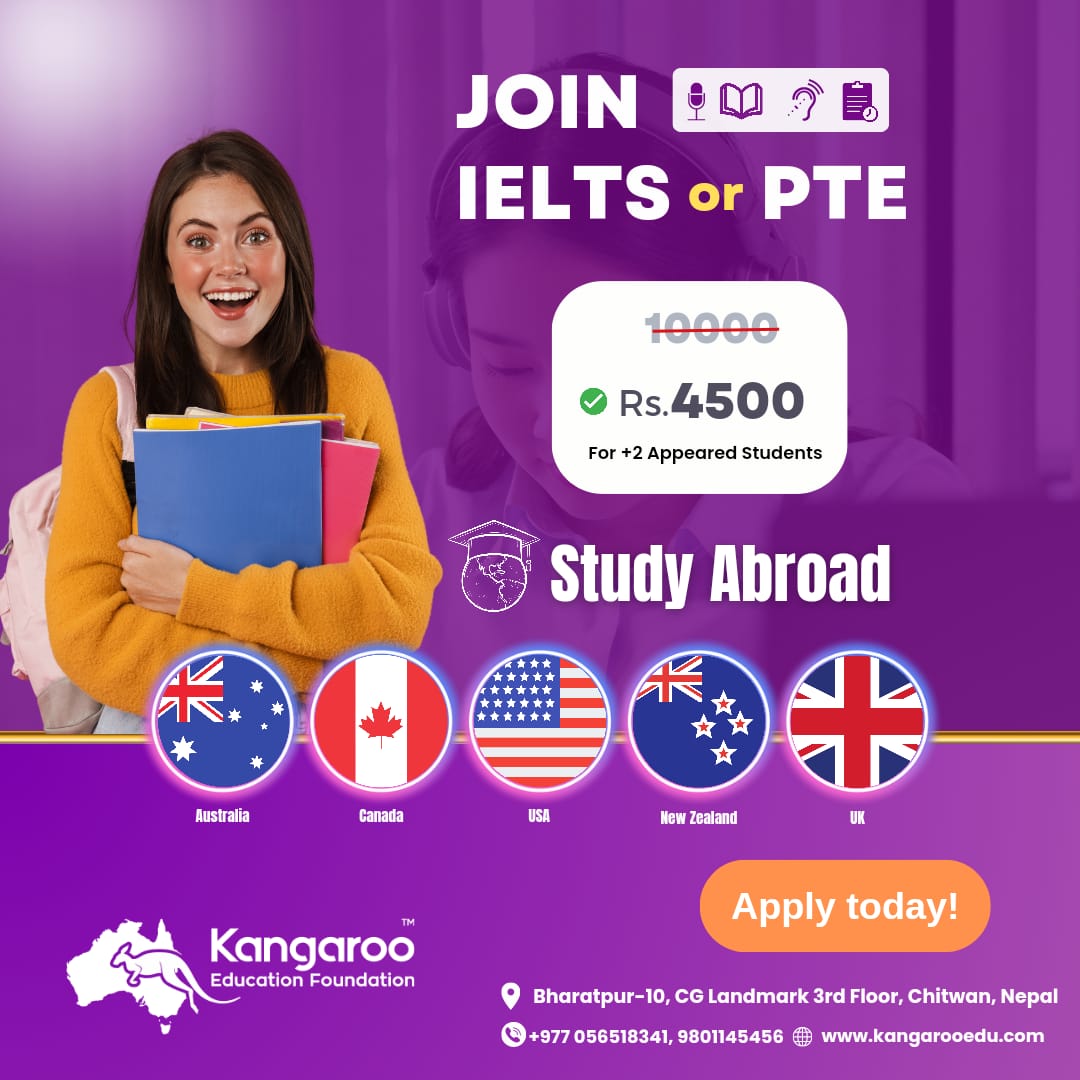 JOIN
IELTS or PTE
10000
Rs.4500
For +2 Appeared Students
Study Abroad
Australia
Canada
USA
New Zealand
UK
Apply today!
Kangaroo™
Education Foundation
Bharatpur-10, CG Landmark 3rd Floor, Chitwan, Nepal
+977 056518341, 9801145456 www.kangarooedu.com